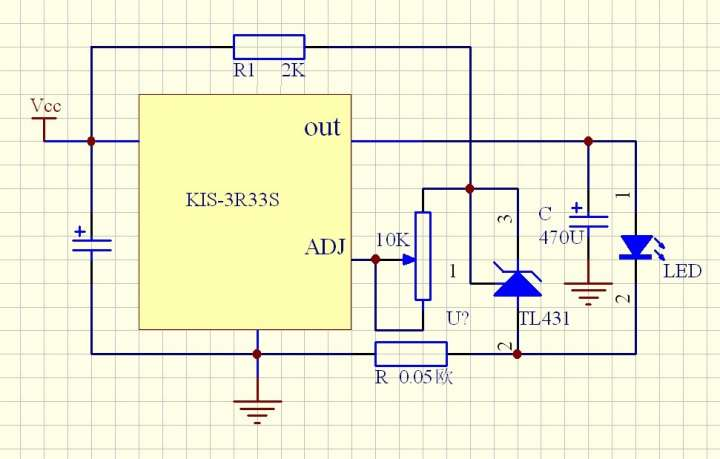 R1 2K
Vcc
out
KIS-3R33S
ADJ
10K
1
3
C
470U
1
LED
2
U?
TL431
2
R 0.05欧